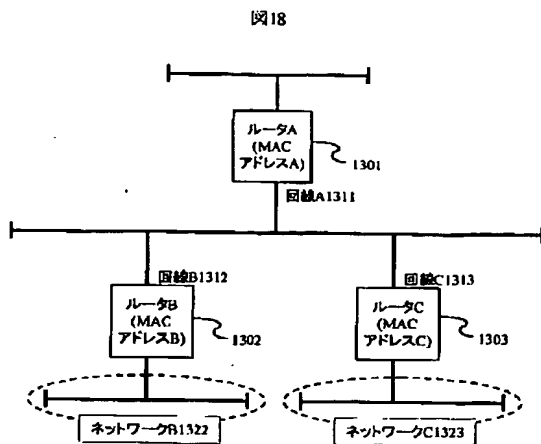 図18
ルータA
(MAC
アドレスA)
1301
回線A1311
回線B1312
回線C1313
ルータB
(MAC
アドレスB)
1302
ルータC
(MAC
アドレスC)
1303
ネットワークB1322
ネットワークC1323